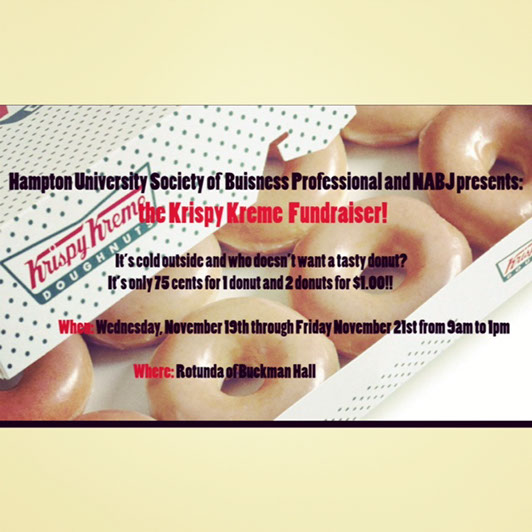 Hampton University Society of Buisness Professional and NABJ presents:
the Krispy Kreme Fundraiser!
Krispy Kreme
DOUGHNUTS
It's cold outside and who doesn't want a tasty donut?
It's only 75 cents for 1 donut and 2 donuts for $1.00!!
When: Wednesday, November 19th through Friday November 21st from 9am to 1pm
Where: Rotunda of Buckman Hall